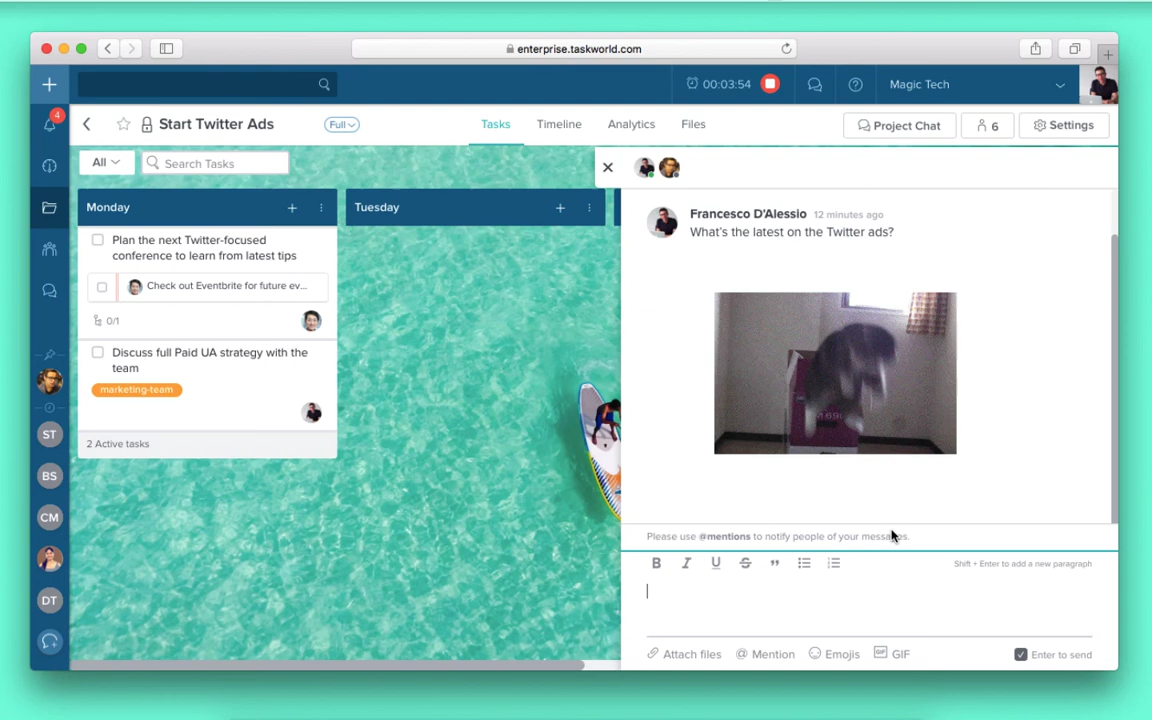 enterprise.taskworld.com
00:03:54
Magic Tech
4
Start Twitter Ads
Full
Tasks
Timeline
Analytics
Files
Project Chat
6
Settings
All
Search Tasks
Monday
Tuesday
Plan the next Twitter-focused
conference to learn from latest tips
Check out Eventbrite for future ev...
0/1
Discuss full Paid UA strategy with the
team
marketing-team
2 Active tasks
ST
BS
CM
DT
Francesco D'Alessio 12 minutes ago
What's the latest on the Twitter ads?
Please use @mentions to notify people of your messages.
B I U S
Shift + Enter to add a new paragraph
Attach files
@ Mention
Emojis
GIF GIF
Enter to send